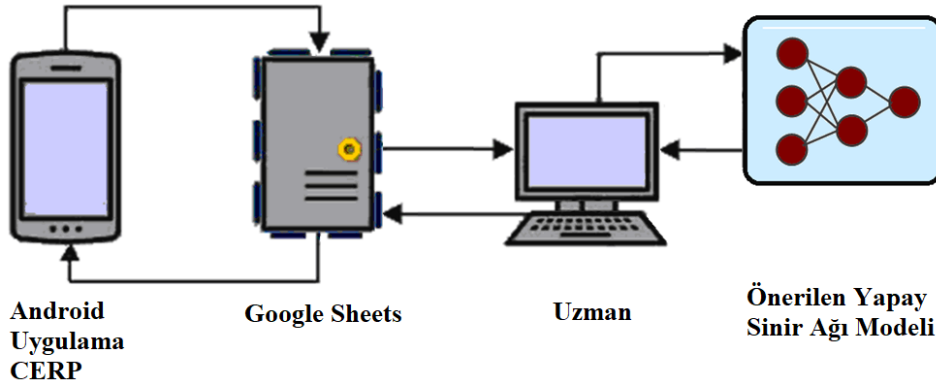 Android
Uygulama
CERP
Google Sheets
Uzman
Önerilen Yapay
Sinir Ağı Modeli